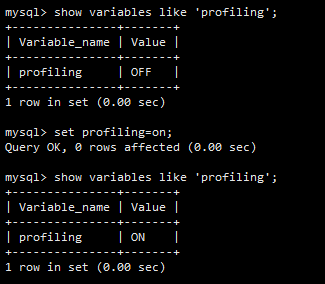 mysql> show variables like 'profiling';
+---------------+-------+
| Variable_name | Value |
+---------------+-------+
| profiling     | OFF   |
+---------------+-------+
1 row in set (0.00 sec)

mysql> set profiling=on;
Query OK, 0 rows affected (0.00 sec)

mysql> show variables like 'profiling';
+---------------+-------+
| Variable_name | Value |
+---------------+-------+
| profiling     | ON    |
+---------------+-------+
1 row in set (0.00 sec)